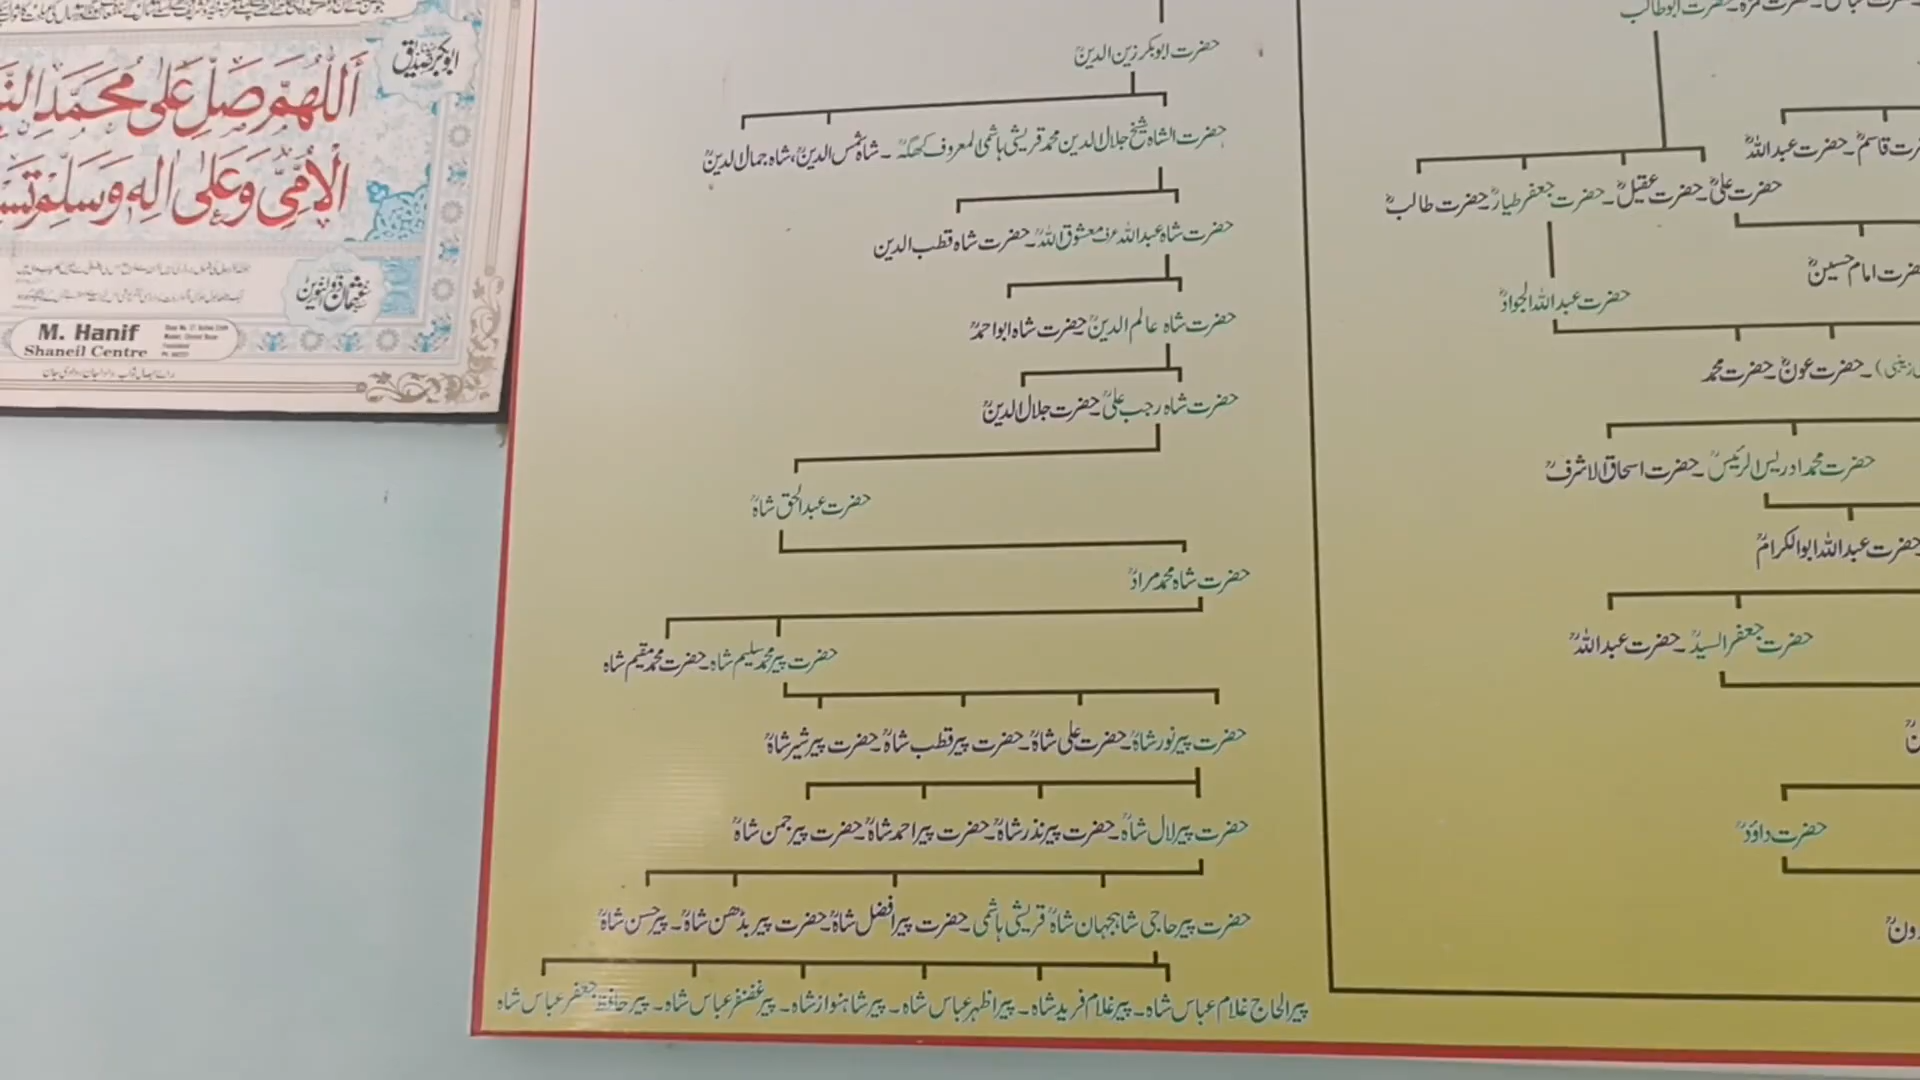 ابوبکر صدیق
اللهم صل على محمد النبي
الامي وعلى اله وسلم
عثمان ذوالنورین
M. Hanif
Shaneil Centre
حضرت ابوبکر زین الدینؒ
حضرت الشاہ شیخ جلال الدین محمد قریشی ہاشمی المعروف کھگہؒ ۔ شاہ شمس الدینؒ، شاہ جمال الدینؒ
حضرت شاہ عبداللہ عرف معشوق اللہؒ۔حضرت شاہ قطب الدین
حضرت شاہ عالم الدینؒ۔حضرت شاہ ابو احمدؒ
حضرت شاہ رجب علیؒ۔حضرت جلال الدینؒ
حضرت عبدالحق شاہؒ
حضرت شاہ محمد مرادؒ
حضرت پیر محمد سلیم شاہ۔حضرت محمد مقیم شاہ
حضرت پیر نور شاہؒ۔حضرت علی شاہؒ۔حضرت پیر قطب شاہؒ۔حضرت پیر شیر شاہؒ
حضرت پیر لال شاہؒ۔حضرت پیر نذر شاہؒ۔حضرت پیر احمد شاہؒ۔حضرت پیر جمن شاہؒ
حضرت پیر حاجی شاہجہان شاہؒ قریشی ہاشمی۔حضرت پیر افضل شاہؒ۔حضرت پیر بڈھن شاہؒ۔پیر حسن شاہؒ
پیر الحاج غلام عباس شاہ۔پیر غلام فرید شاہ۔پیر اظہر عباس شاہ۔پیر شاہنواز شاہ۔پیر غضنفر عباس شاہ۔پیر حافظ جعفر عباس شاہ
حضرت ابوطالب
حضرت عبداللہؓ
حضرت علیؓ۔حضرت عقیلؓ۔حضرت جعفر طیارؓ۔حضرت طالبؓ
حضرت امام حسینؓ
حضرت عبداللہ الجوادؓ
حضرت عونؓ۔حضرت محمد
حضرت محمد ادریس الرئیسؒ۔حضرت اسحاق الاشرفؒ
حضرت عبداللہ ابوالکرامؒ
حضرت جعفر السیدؒ۔حضرت عبداللہؒ
حضرت داؤدؒ